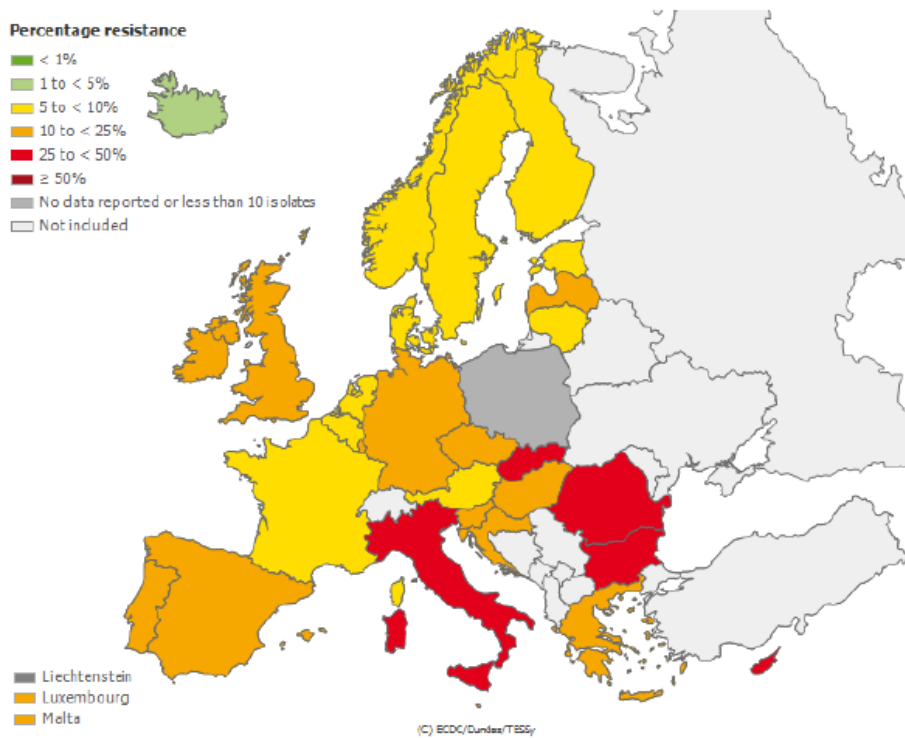 Percentage resistance
< 1%
1 to < 5%
5 to < 10%
10 to < 25%
25 to < 50%
≥ 50%
No data reported or less than 10 isolates
Not included
Liechtenstein
Luxembourg
Malta
(C) ECDC/Dundas/TESSy